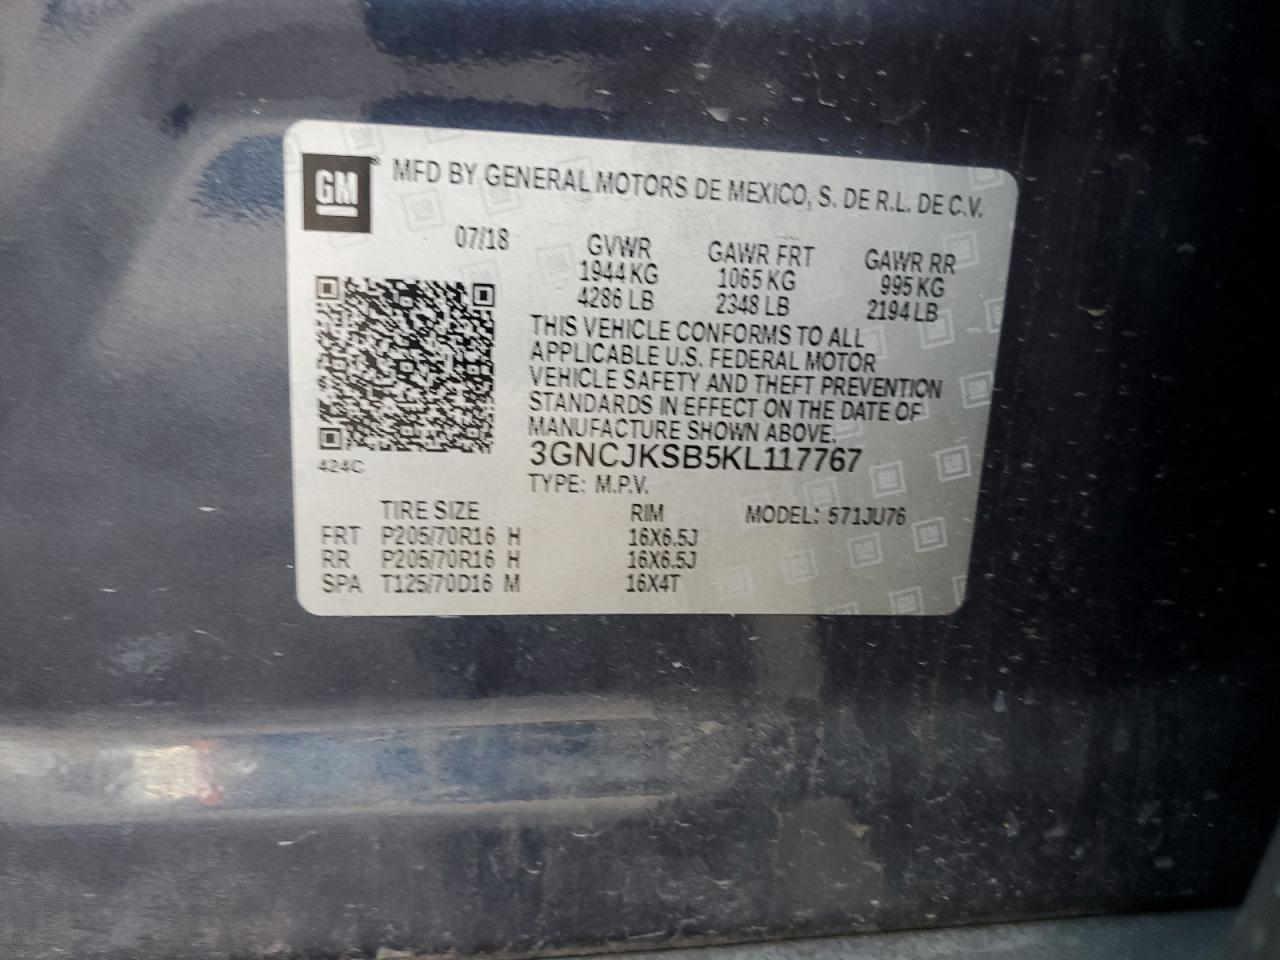 GM® MFD BY GENERAL MOTORS DE MEXICO, S. DE R.L. DE C.V.
07/18 GVWR GAWR FRT GAWR RR
1944 KG 1065 KG 995 KG
4286 LB 2348 LB 2194 LB
THIS VEHICLE CONFORMS TO ALL
APPLICABLE U.S. FEDERAL MOTOR
VEHICLE SAFETY AND THEFT PREVENTION
STANDARDS IN EFFECT ON THE DATE OF
MANUFACTURE SHOWN ABOVE.
424C 3GNCJKSB5KL117767
TYPE: M.P.V.
TIRE SIZE RIM MODEL: 571JU76
FRT P205/70R16 H 16X6.5J
RR P205/70R16 H 16X6.5J
SPA T125/70D16 M 16X4T